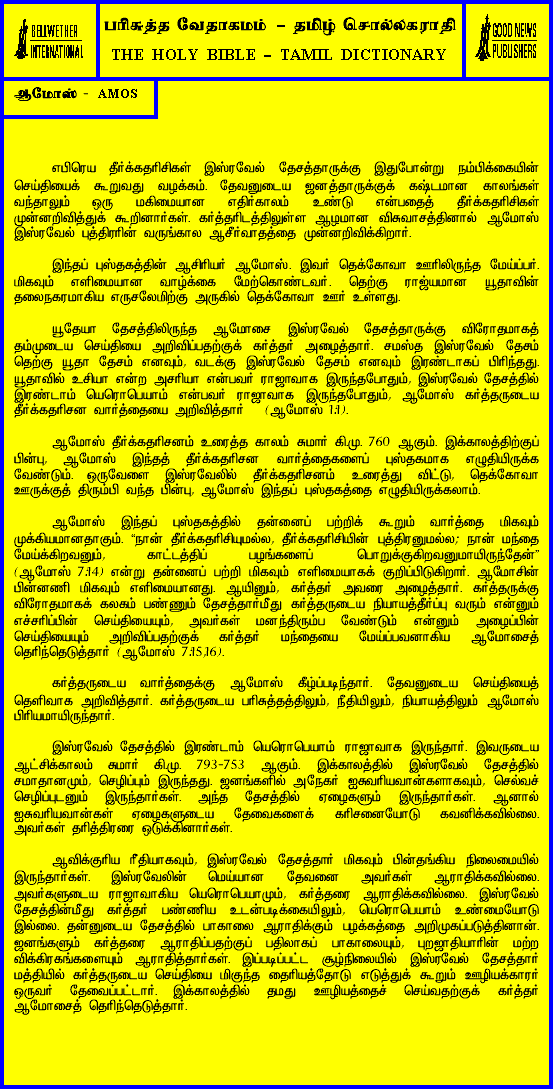 BELLWETHER
INTERNATIONAL
பரிசுத்த வேதாகமம் - தமிழ் சொல்லகராதி
THE HOLY BIBLE – TAMIL DICTIONARY
GOOD NEWS
PUBLISHERS
ஆமோஸ் - AMOS
எபிரெய தீர்க்கதரிசிகள் இஸ்ரவேல் தேசத்தாருக்கு இதுபோன்று நம்பிக்கையின்
செய்தியைக் கூறுவது வழக்கம். தேவனுடைய ஜனத்தாருக்குக் கஷ்டமான காலங்கள்
வந்தாலும் ஒரு மகிமையான எதிர்காலம் உண்டு என்பதைத் தீர்க்கதரிசிகள்
முன்னறிவித்துக் கூறினார்கள். கர்த்தரிடத்திலுள்ள ஆழமான விசுவாசத்தினால் ஆமோஸ்
இஸ்ரவேல் புத்திரரின் வருங்கால ஆசீர்வாதத்தை முன்னறிவிக்கிறார்.
இந்தப் புஸ்தகத்தின் ஆசிரியர் ஆமோஸ். இவர் தெக்கோவா ஊரிலிருந்த மேய்ப்பர்.
மிகவும் எளிமையான வாழ்க்கை மேற்கொண்டவர். தெற்கு ராஜ்யமான யூதாவின்
தலைநகரமாகிய எருசலேமிற்கு அருகில் தெக்கோவா ஊர் உள்ளது.
யூதேயா தேசத்திலிருந்த ஆமோசை இஸ்ரவேல் தேசத்தாருக்கு விரோதமாகத்
தம்முடைய செய்தியை அறிவிப்பதற்குக் கர்த்தர் அழைத்தார். சமஸ்த இஸ்ரவேல் தேசம்
தெற்கு யூதா தேசம் எனவும், வடக்கு இஸ்ரவேல் தேசம் எனவும் இரண்டாகப் பிரிந்தது.
யூதாவில் உசியா என்ற அசரியா என்பவர் ராஜாவாக இருந்தபோதும், இஸ்ரவேல் தேசத்தில்
இரண்டாம் யெரொபெயாம் என்பவர் ராஜாவாக இருந்தபோதும், ஆமோஸ் கர்த்தருடைய
தீர்க்கதரிசன வார்த்தையை அறிவித்தார் (ஆமோஸ் 1:1).
ஆமோஸ் தீர்க்கதரிசனம் உரைத்த காலம் சுமார் கி.மு. 760 ஆகும். இக்காலத்திற்குப்
பின்பு, ஆமோஸ் இந்தத் தீர்க்கதரிசன வார்த்தைகளைப் புஸ்தகமாக எழுதியிருக்க
வேண்டும். ஒருவேளை இஸ்ரவேலில் தீர்க்கதரிசனம் உரைத்து விட்டு, தெக்கோவா
ஊருக்குத் திரும்பி வந்த பின்பு, ஆமோஸ் இந்தப் புஸ்தகத்தை எழுதியிருக்கலாம்.
ஆமோஸ் இந்தப் புஸ்தகத்தில் தன்னைப் பற்றிக் கூறும் வார்த்தை மிகவும்
முக்கியமானதாகும். “நான் தீர்க்கதரிசியுமல்ல, தீர்க்கதரிசியின் புத்திரனுமல்ல; நான் மந்தை
மேய்க்கிறவனும், காட்டத்திப் பழங்களைப் பொறுக்குகிறவனுமாயிருந்தேன்”
(ஆமோஸ் 7:14) என்று தன்னைப் பற்றி மிகவும் எளிமையாகக் குறிப்பிடுகிறார். ஆமோசின்
பின்னணி மிகவும் எளிமையானது. ஆயினும், கர்த்தர் அவரை அழைத்தார். கர்த்தருக்கு
விரோதமாகக் கலகம் பண்ணும் தேசத்தார்மீது கர்த்தருடைய நியாயத்தீர்ப்பு வரும் என்னும்
எச்சரிப்பின் செய்தியையும், அவர்கள் மனந்திரும்ப வேண்டும் என்னும் அழைப்பின்
செய்தியையும் அறிவிப்பதற்குக் கர்த்தர் மந்தையை மேய்ப்பவனாகிய ஆமோசைத்
தெரிந்தெடுத்தார் (ஆமோஸ் 7:15,16).
கர்த்தருடைய வார்த்தைக்கு ஆமோஸ் கீழ்ப்படிந்தார். தேவனுடைய செய்தியைத்
தெளிவாக அறிவித்தார். கர்த்தருடைய பரிசுத்தத்திலும், நீதியிலும், நியாயத்திலும் ஆமோஸ்
பிரியமாயிருந்தார்.
இஸ்ரவேல் தேசத்தில் இரண்டாம் யெரொபெயாம் ராஜாவாக இருந்தார். இவருடைய
ஆட்சிக்காலம் சுமார் கி.மு. 793-753 ஆகும். இக்காலத்தில் இஸ்ரவேல் தேசத்தில்
சமாதானமும், செழிப்பும் இருந்தது. ஜனங்களில் அநேகர் ஐசுவரியவான்களாகவும், செல்வச்
செழிப்புடனும் இருந்தார்கள். அந்த தேசத்தில் ஏழைகளும் இருந்தார்கள். ஆனால்
ஐசுவரியவான்கள் ஏழைகளுடைய தேவைகளைக் கரிசனையோடு கவனிக்கவில்லை.
அவர்கள் தரித்திரரை ஒடுக்கினார்கள்.
ஆவிக்குரிய ரீதியாகவும், இஸ்ரவேல் தேசத்தார் மிகவும் பின்தங்கிய நிலைமையில்
இருந்தார்கள். இஸ்ரவேலின் மெய்யான தேவனை அவர்கள் ஆராதிக்கவில்லை.
அவர்களுடைய ராஜாவாகிய யெரொபெயாமும், கர்த்தரை ஆராதிக்கவில்லை. இஸ்ரவேல்
தேசத்தின்மீது கர்த்தர் பண்ணிய உடன்படிக்கையிலும், யெரொபெயாம் உண்மையோடு
இல்லை. தன்னுடைய தேசத்தில் பாகாலை ஆராதிக்கும் பழக்கத்தை அறிமுகப்படுத்தினான்.
ஜனங்களும் கர்த்தரை ஆராதிப்பதற்குப் பதிலாகப் பாகாலையும், புறஜாதியாரின் மற்ற
விக்கிரகங்களையும் ஆராதித்தார்கள். இப்படிப்பட்ட சூழ்நிலையில் இஸ்ரவேல் தேசத்தார்
மத்தியில் கர்த்தருடைய செய்தியை மிகுந்த தைரியத்தோடு எடுத்துக் கூறும் ஊழியக்காரர்
ஒருவர் தேவைப்பட்டார். இக்காலத்தில் தமது ஊழியத்தைச் செய்வதற்குக் கர்த்தர்
ஆமோசைத் தெரிந்தெடுத்தார்.